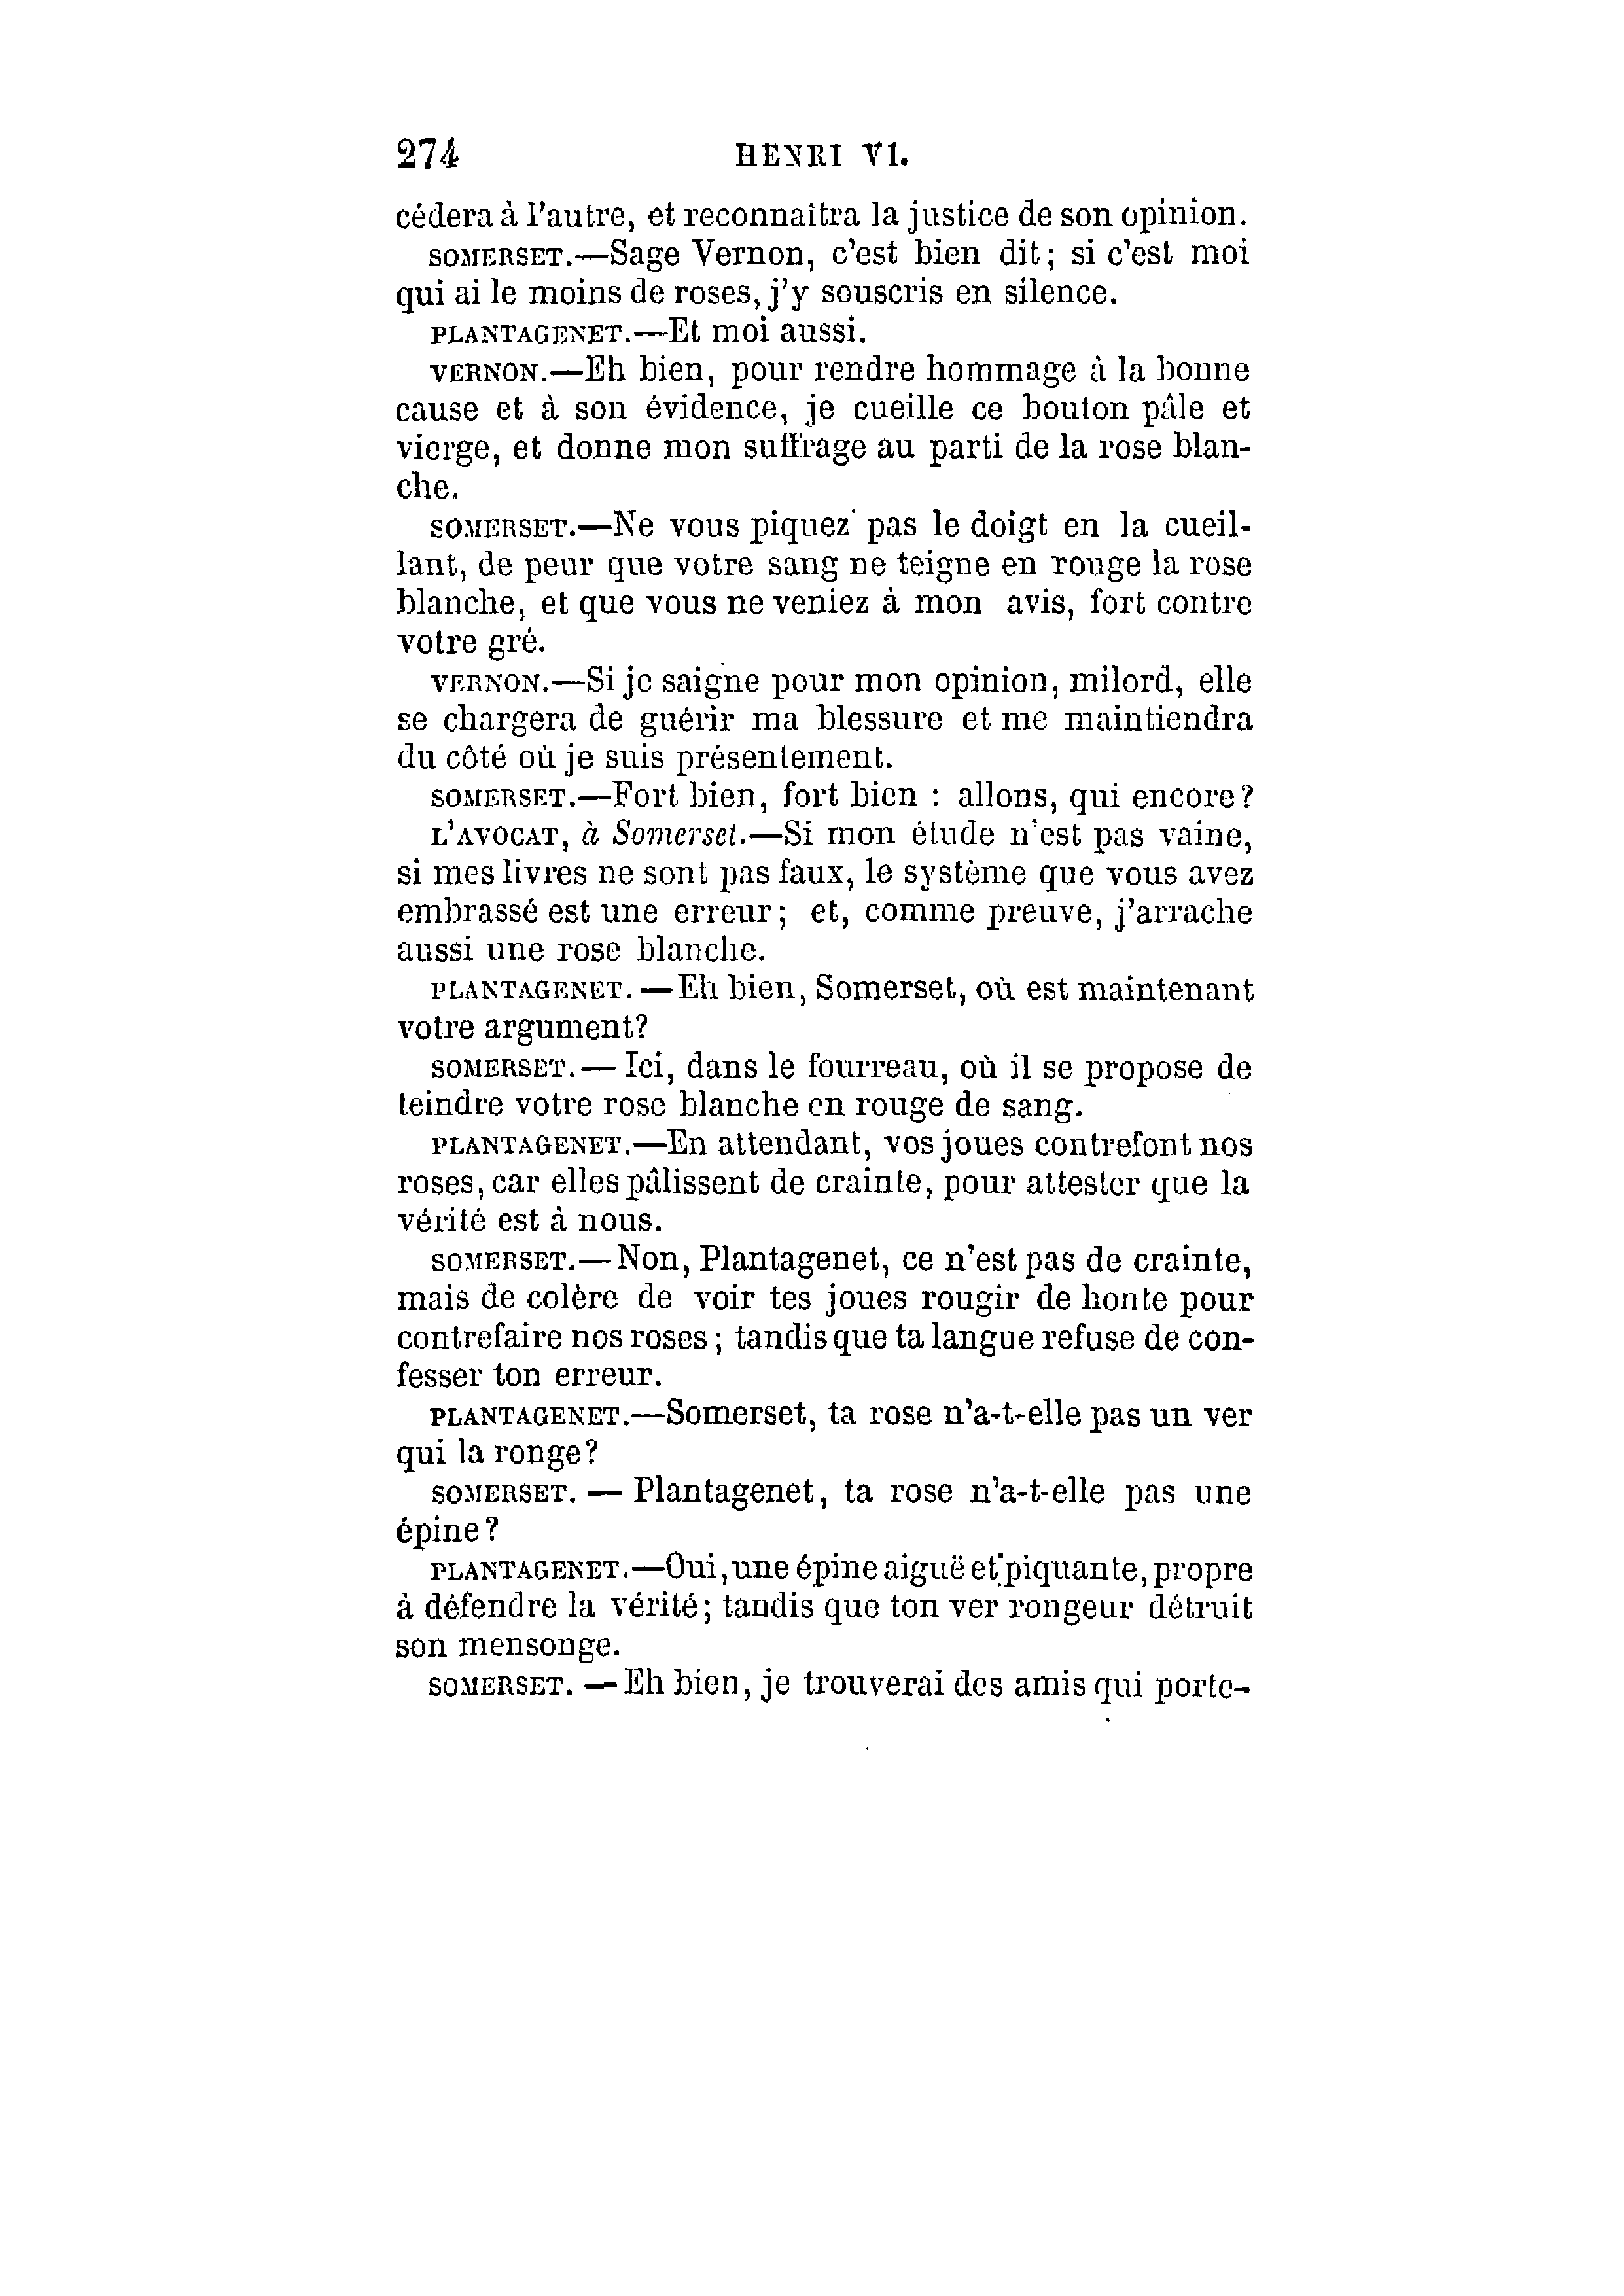 274 HENRI VI.
cédera à l'autre, et reconnaîtra la justice de son opinion.
SOMERSET.—Sage Vernon, c'est bien dit; si c'est moi
qui ai le moins de roses, j'y souscris en silence.
PLANTAGENET.—Et moi aussi.
VERNON.—Eh bien, pour rendre hommage à la bonne
cause et à son évidence, je cueille ce bouton pâle et
vierge, et donne mon suffrage au parti de la rose blan-
che.
SOMERSET.—Ne vous piquez pas le doigt en la cueil-
lant, de peur que votre sang ne teigne en rouge la rose
blanche, et que vous ne veniez à mon avis, fort contre
votre gré.
VERNON.—Si je saigne pour mon opinion, milord, elle
se chargera de guérir ma blessure et me maintiendra
du côté où je suis présentement.
SOMERSET.—Fort bien, fort bien : allons, qui encore?
L'AVOCAT, à Somerset.—Si mon étude n'est pas vaine,
si mes livres ne sont pas faux, le système que vous avez
embrassé est une erreur; et, comme preuve, j'arrache
aussi une rose blanche.
PLANTAGENET. —Eh bien, Somerset, où est maintenant
votre argument?
SOMERSET.— Ici, dans le fourreau, où il se propose de
teindre votre rose blanche en rouge de sang.
PLANTAGENET.—En attendant, vos joues contrefont nos
roses, car elles pâlissent de crainte, pour attester que la
vérité est à nous.
SOMERSET.—Non, Plantagenet, ce n'est pas de crainte,
mais de colère de voir tes joues rougir de honte pour
contrefaire nos roses; tandis que ta langue refuse de con-
fesser ton erreur.
PLANTAGENET.—Somerset, ta rose n'a-t-elle pas un ver
qui la ronge?
SOMERSET. — Plantagenet, ta rose n'a-t-elle pas une
épine?
PLANTAGENET.—Oui, une épine aiguë et piquante, propre
à défendre la vérité; tandis que ton ver rongeur détruit
son mensonge.
SOMERSET. —Eh bien, je trouverai des amis qui porte-